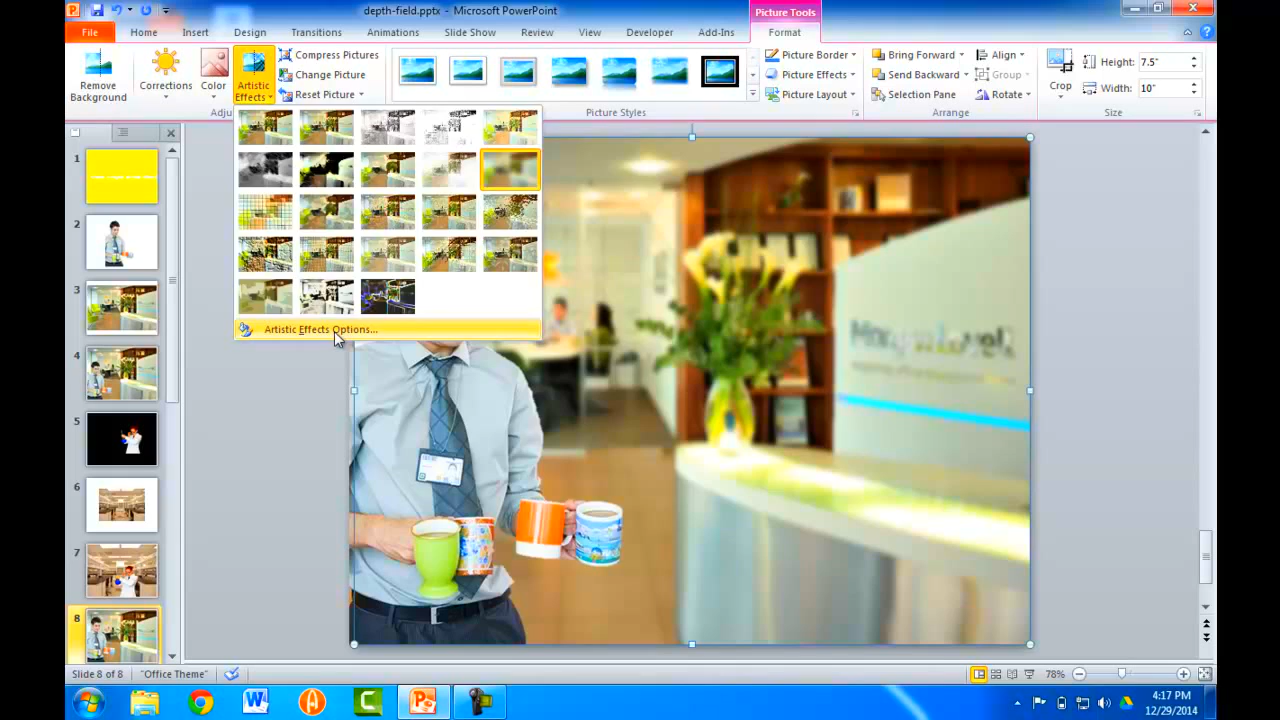 depth-field.pptx - Microsoft PowerPoint
Picture Tools
File Home Insert Design Transitions Animations Slide Show Review View Developer Add-Ins Format
Remove Background
Corrections
Color
Artistic Effects
Compress Pictures
Change Picture
Reset Picture
Picture Border
Picture Effects
Picture Layout
Bring Forward
Send Backward
Selection Pane
Align
Group
Rotate
Crop
Height: 7.5"
Width: 10"
Adju
Picture Styles
Arrange
Size
Artistic Effects Options...
1
2
3
4
5
6
7
8
Slide 8 of 8
"Office Theme"
78%
4:17 PM
12/29/2014